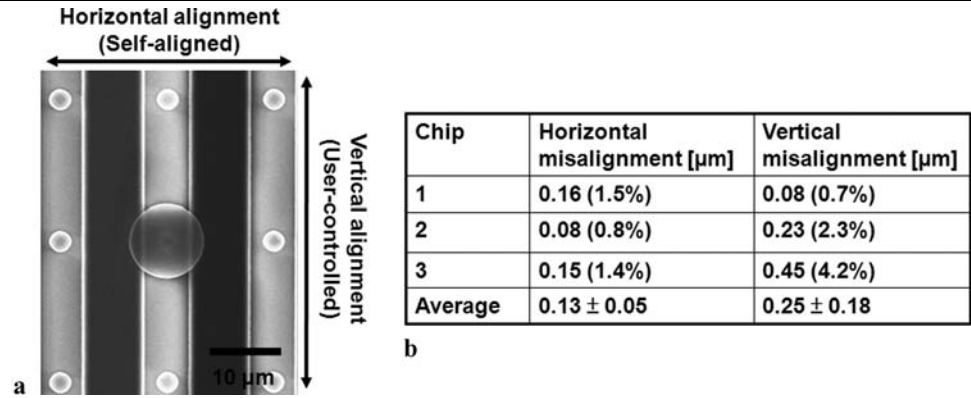 Horizontal alignment
(Self-aligned)
Vertical alignment
(User-controlled)
10 μm
a
Chip Horizontal misalignment [μm] Vertical misalignment [μm]
1 0.16 (1.5%) 0.08 (0.7%)
2 0.08 (0.8%) 0.23 (2.3%)
3 0.15 (1.4%) 0.45 (4.2%)
Average 0.13 ± 0.05 0.25 ± 0.18
b